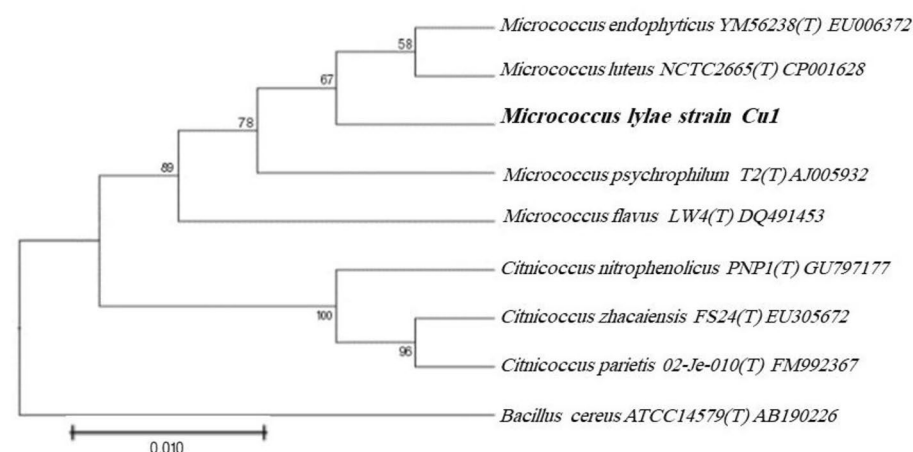 Micrococcus endophyticus YM56238(T) EU006372
58
Micrococcus luteus NCTC2665(T) CP001628
67
Micrococcus lylae strain Cu1
78
Micrococcus psychrophilum T2(T) AJ005932
89
Micrococcus flavus LW4(T) DQ491453
Citnicoccus nitrophenolicus PNP1(T) GU797177
100
Citnicoccus zhacaiensis FS24(T) EU305672
96
Citnicoccus parietis 02-Je-010(T) FM992367
Bacillus cereus ATCC14579(T) AB190226
0.010